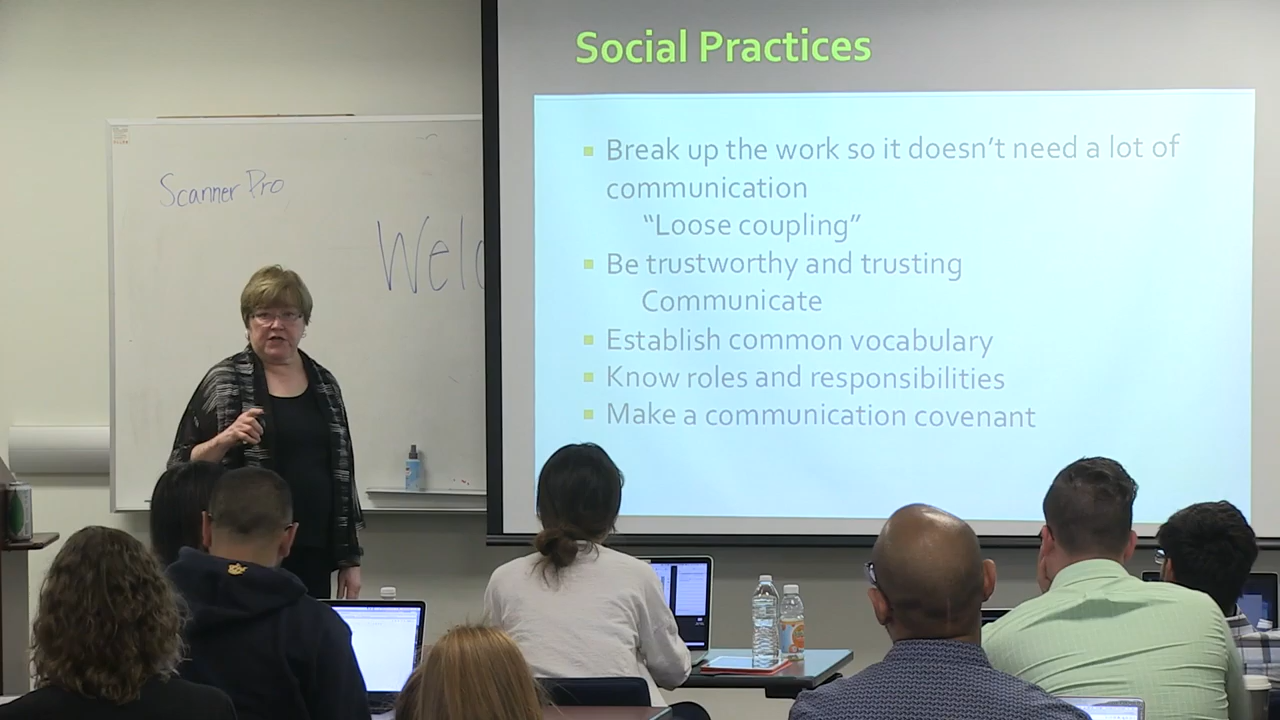 Social Practices
Break up the work so it doesn't need a lot of
communication
"Loose coupling"
Be trustworthy and trusting
Communicate
Establish common vocabulary
Know roles and responsibilities
Make a communication covenant
Scanner Pro
Welc